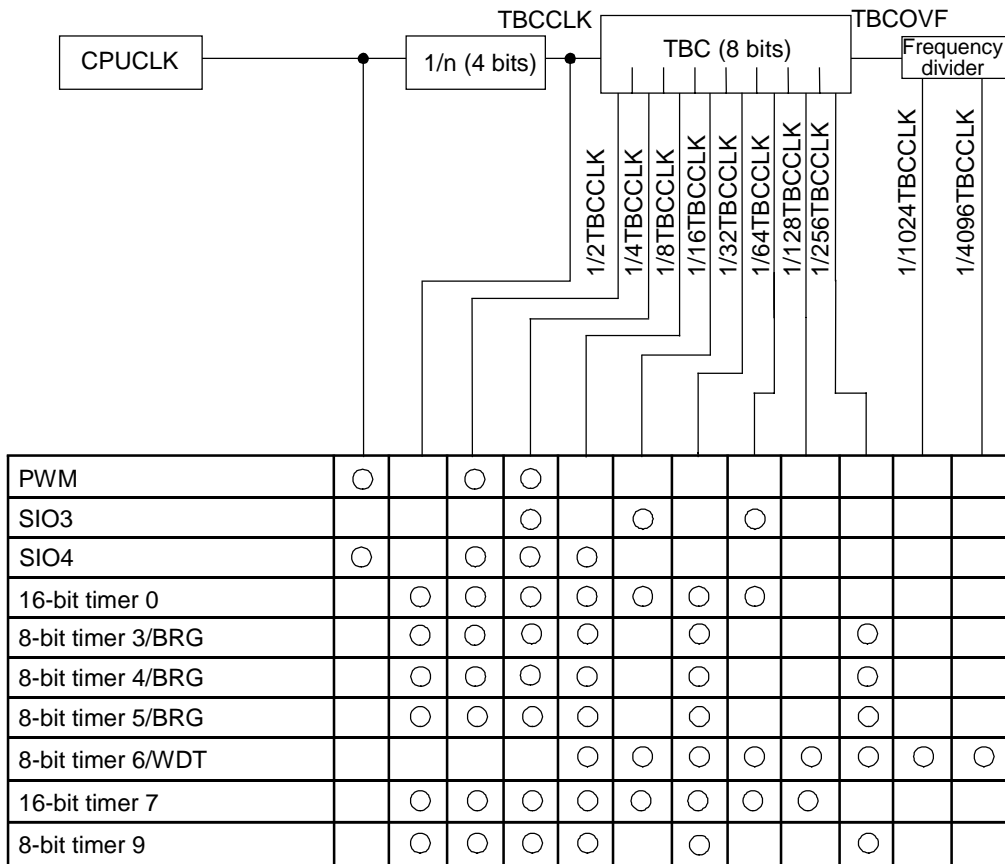 TBCCLK
TBCOVF
CPUCLK
1/n (4 bits)
TBC (8 bits)
Frequency
divider
1/2TBCCLK
1/4TBCCLK
1/8TBCCLK
1/16TBCCLK
1/32TBCCLK
1/64TBCCLK
1/128TBCCLK
1/256TBCCLK
1/1024TBCCLK
1/4096TBCCLK
PWM
SIO3
SIO4
16-bit timer 0
8-bit timer 3/BRG
8-bit timer 4/BRG
8-bit timer 5/BRG
8-bit timer 6/WDT
16-bit timer 7
8-bit timer 9